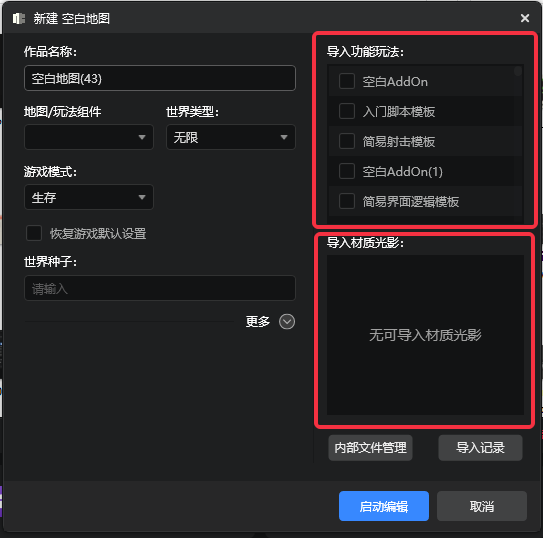 新建 空白地图
作品名称:
空白地图(43)
地图/玩法组件
世界类型:
无限
游戏模式:
生存
恢复游戏默认设置
世界种子:
请输入
更多
导入功能玩法:
空白AddOn
入门脚本模板
简易射击模板
空白AddOn(1)
简易界面逻辑模板
导入材质光影:
无可导入材质光影
内部文件管理
导入记录
启动编辑
取消